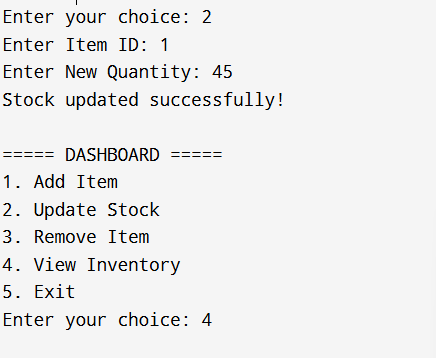 Enter your choice: 2
Enter Item ID: 1
Enter New Quantity: 45
Stock updated successfully!
===== DASHBOARD =====
1. Add Item
2. Update Stock
3. Remove Item
4. View Inventory
5. Exit
Enter your choice: 4